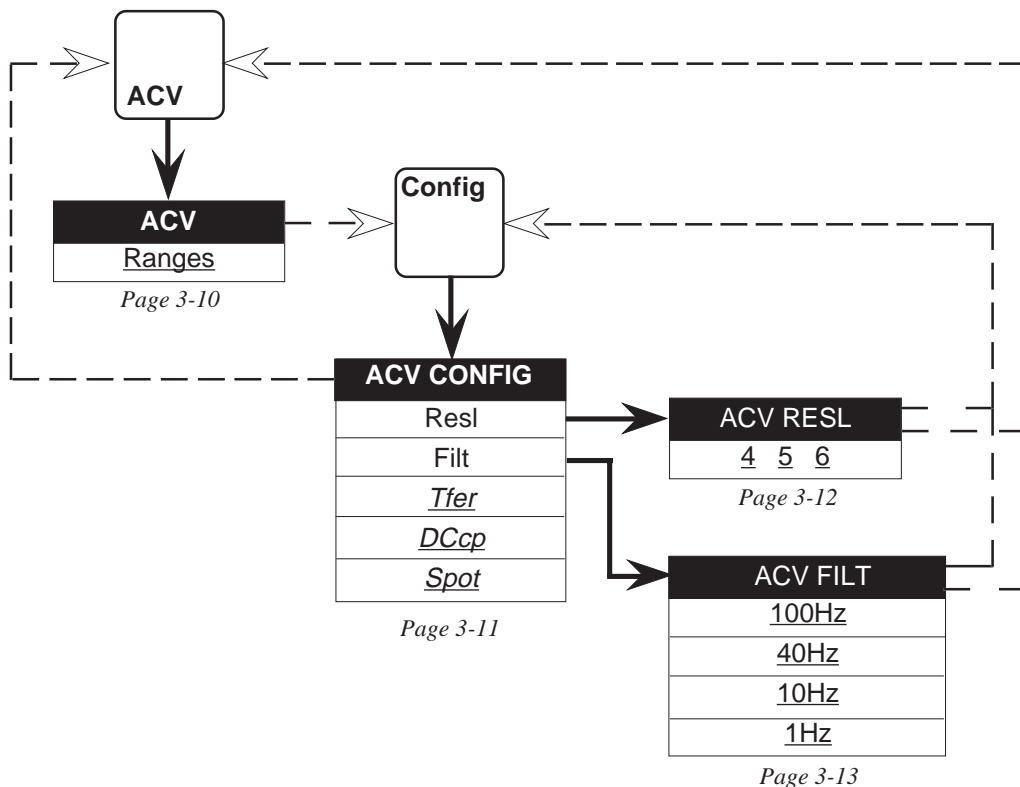 ACV
ACV
Ranges
Page 3-10
Config
ACV CONFIG
Resl
Filt
Tfer
DCcp
Spot
Page 3-11
ACV RESL
4 5 6
Page 3-12
ACV FILT
100Hz
40Hz
10Hz
1Hz
Page 3-13